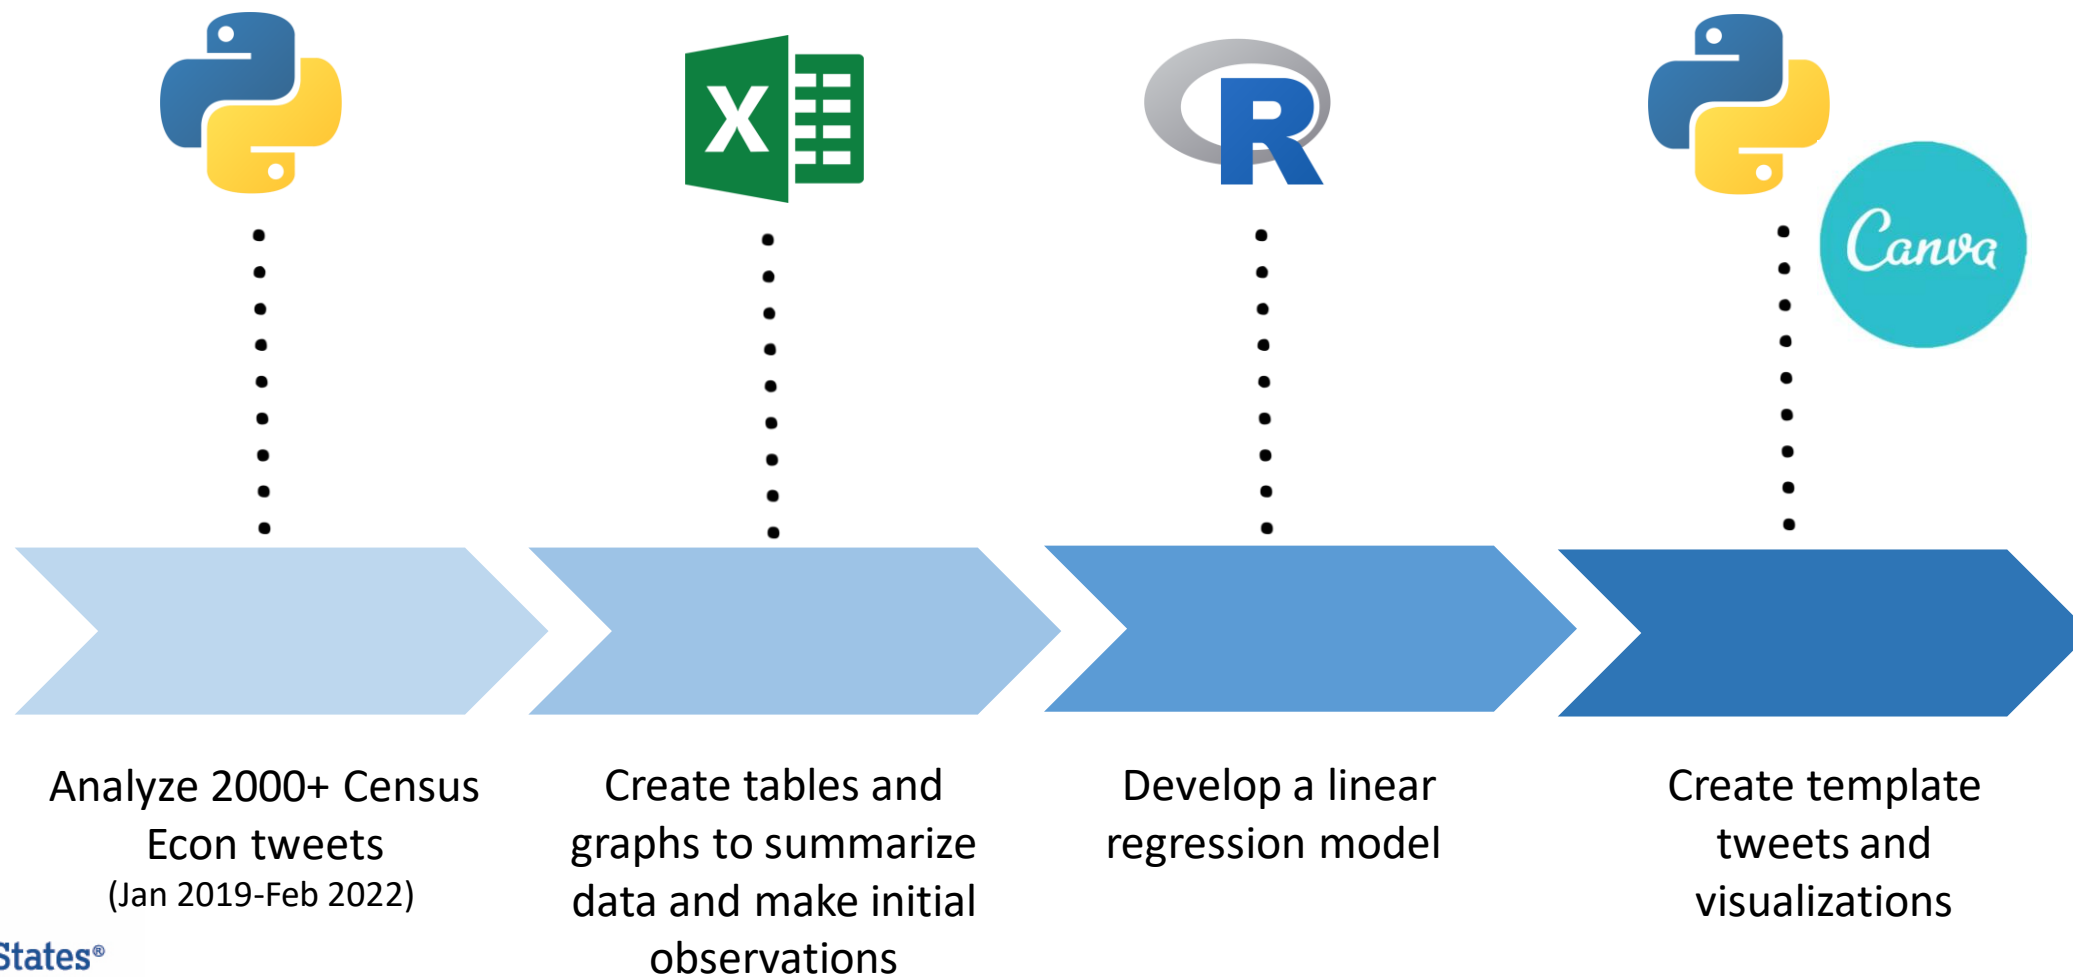 X
R
Canva
Analyze 2000+ Census
Econ tweets
(Jan 2019-Feb 2022)
Create tables and
graphs to summarize
data and make initial
observations
Develop a linear
regression model
Create template
tweets and
visualizations
States®